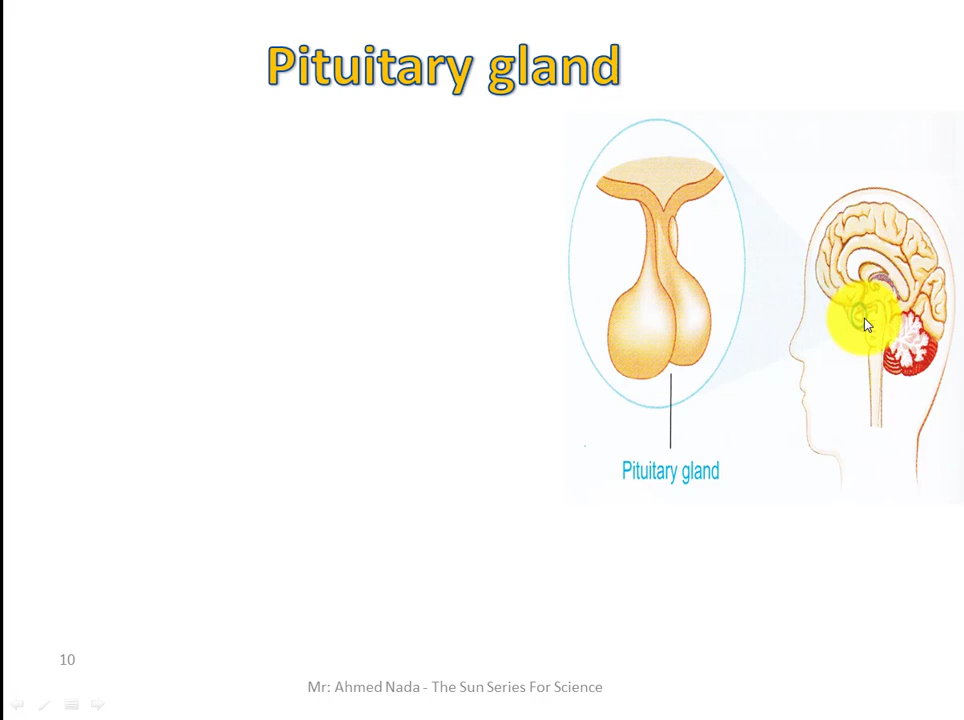 Pituitary gland
Pituitary gland
10
Mr: Ahmed Nada - The Sun Series For Science